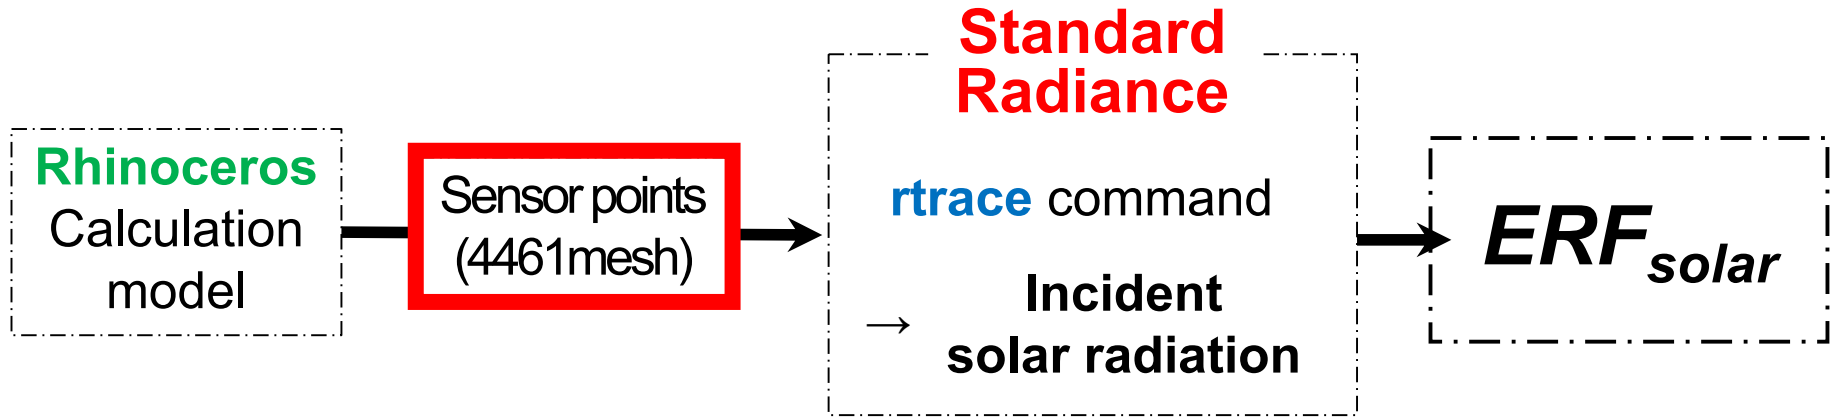 Rhinoceros
Calculation
model
Sensor points
(4461mesh)
Standard
Radiance
rtrace command
→ Incident
solar radiation
ERFsolar